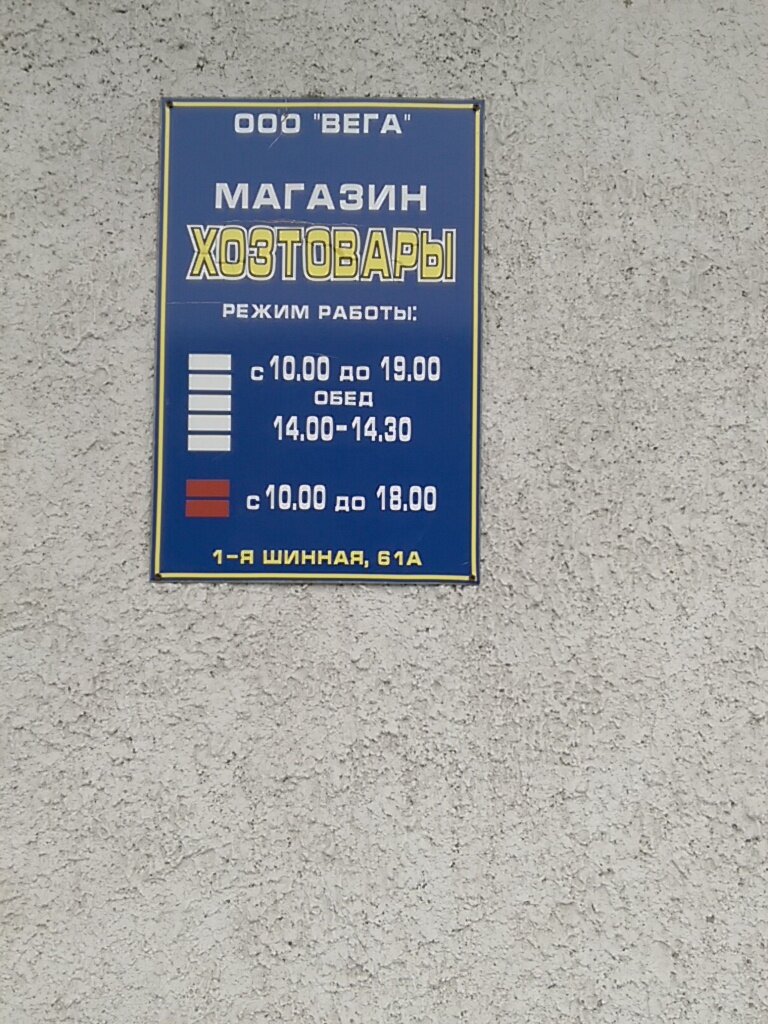 ООО "ВЕГА"
МАГАЗИН
ХОЗТОВАРЫ
РЕЖИМ РАБОТЫ:
с 10.00 до 19.00
ОБЕД
14.00-14.30
с 10.00 до 18.00
1-Я ШИННАЯ, 61А